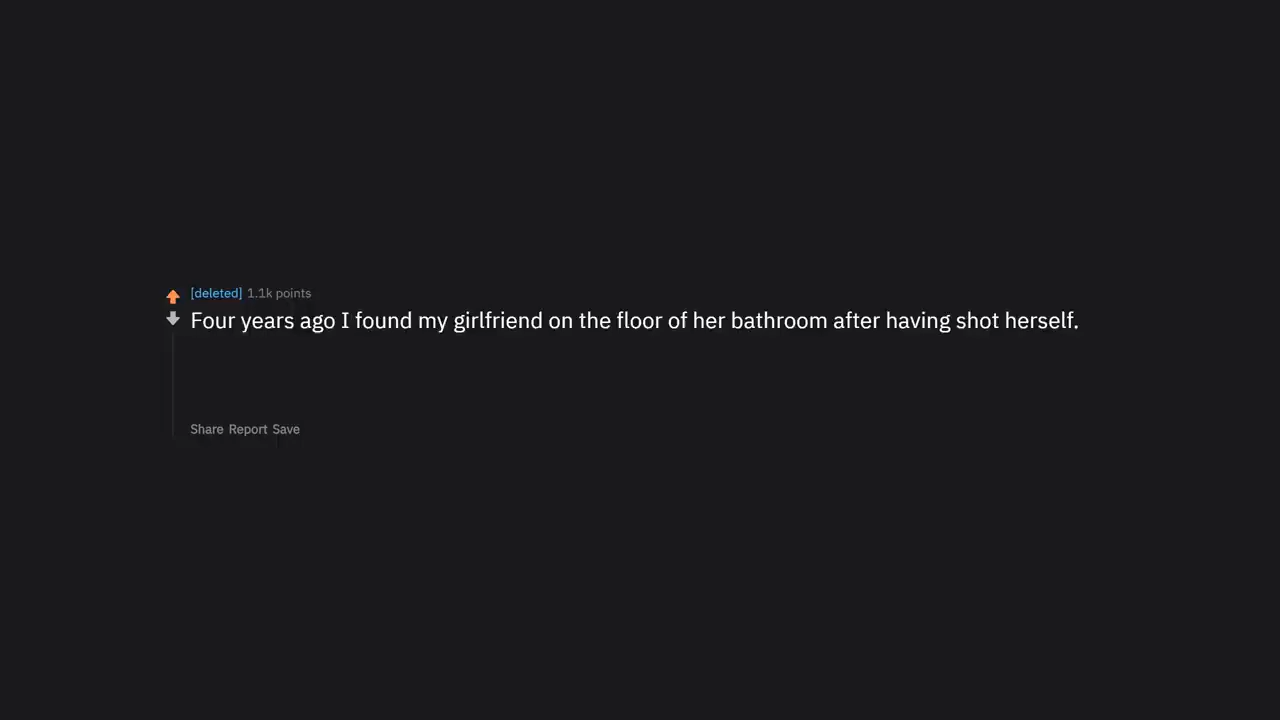 [deleted] 1.1k points
Four years ago I found my girlfriend on the floor of her bathroom after having shot herself.
Share Report Save